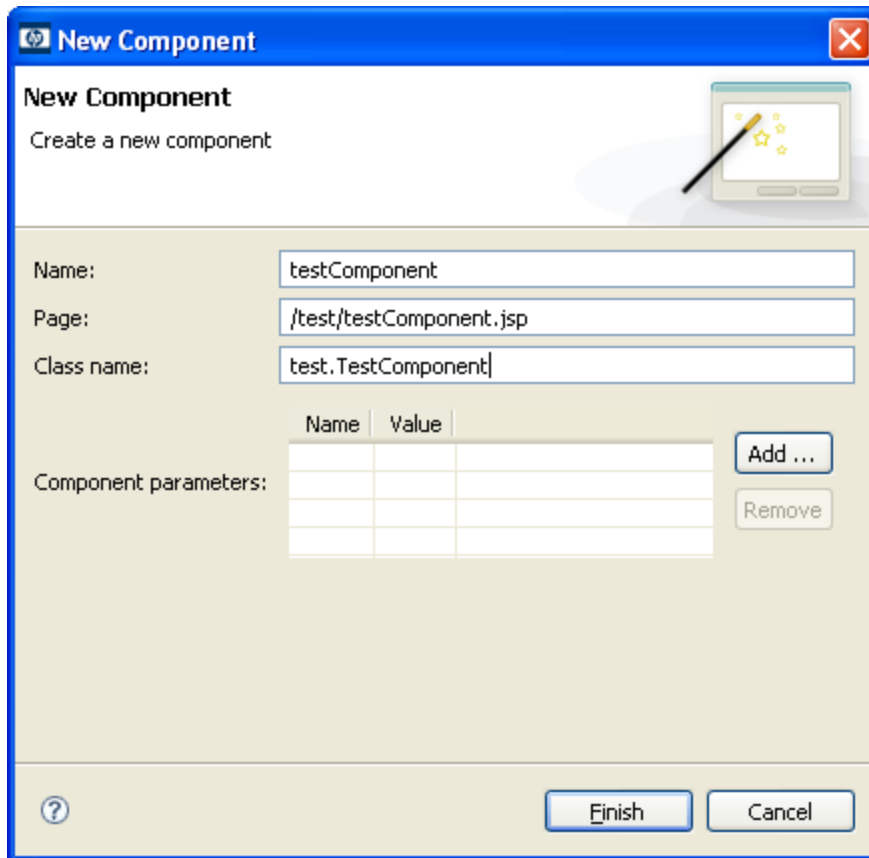 New Component
New Component
Create a new component
Name: testComponent
Page: /test/testComponent.jsp
Class name: test.TestComponent
Name Value
Add ...
Component parameters:
Remove
Finish Cancel